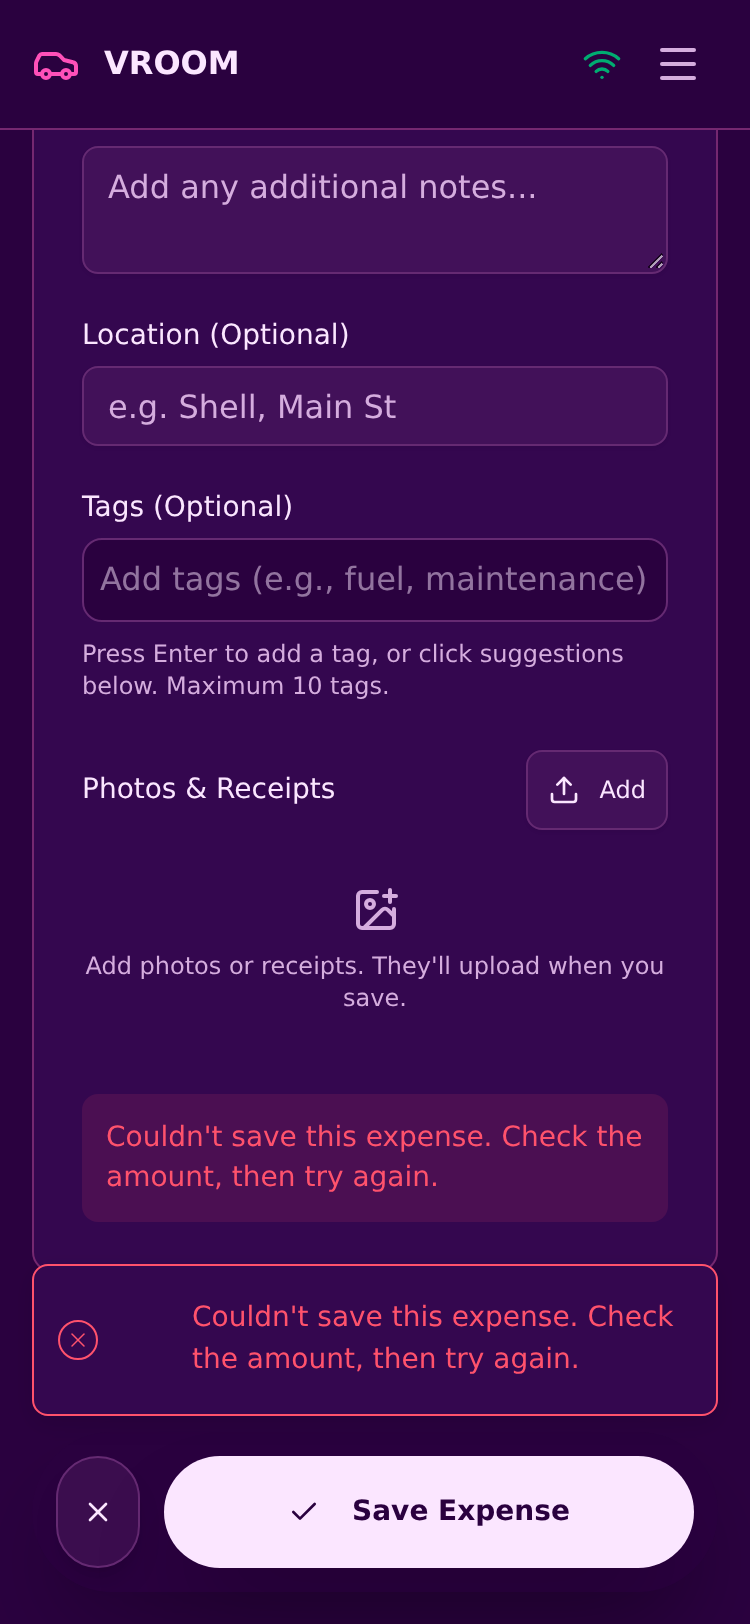 VROOM
Add any additional notes...
Location (Optional)
e.g. Shell, Main St
Tags (Optional)
Add tags (e.g., fuel, maintenance)
Press Enter to add a tag, or click suggestions
below. Maximum 10 tags.
Photos & Receipts
Add
Add photos or receipts. They'll upload when you
save.
Couldn't save this expense. Check the
amount, then try again.
Couldn't save this expense. Check
the amount, then try again.
Save Expense